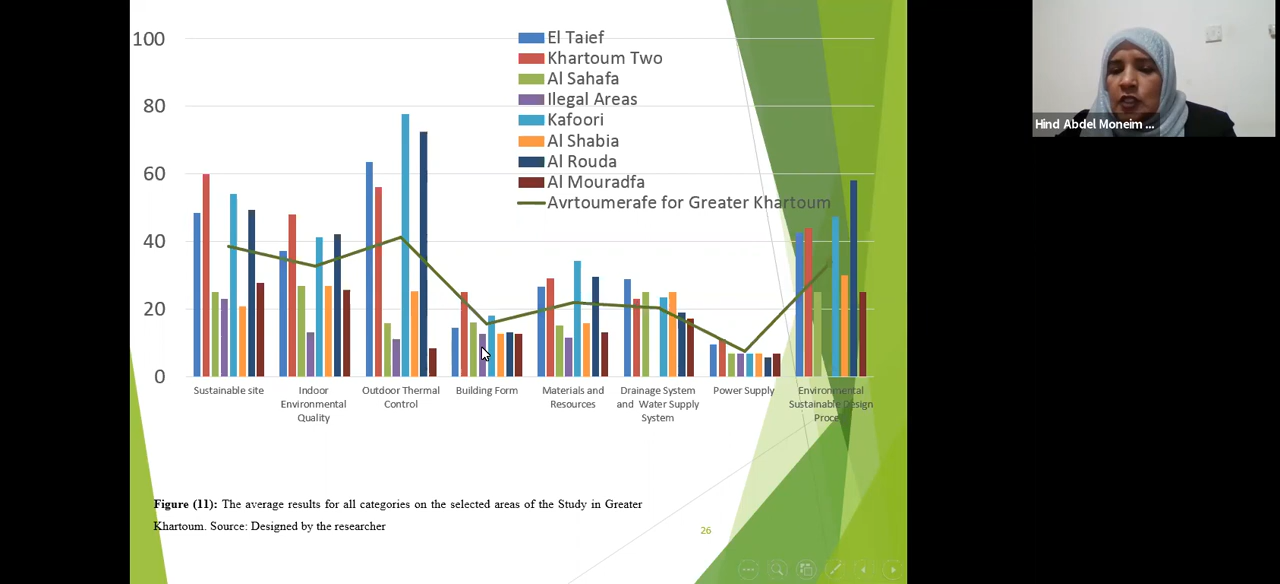 100
80
60
40
20
0
El Taief
Khartoum Two
Al Sahafa
Ilegal Areas
Kafoori
Al Shabia
Al Rouda
Al Mouradfa
Avrtoumerafe for Greater Khartoum
Sustainable site
Indoor
Environmental
Quality
Outdoor Thermal
Control
Building Form
Materials and
Resources
Drainage System
and Water Supply
System
Power Supply
Environmental
Sustainable Design
Proce
Figure (11): The average results for all categories on the selected areas of the Study in Greater
Khartoum. Source: Designed by the researcher
26
Hind Abdel Moneim ...